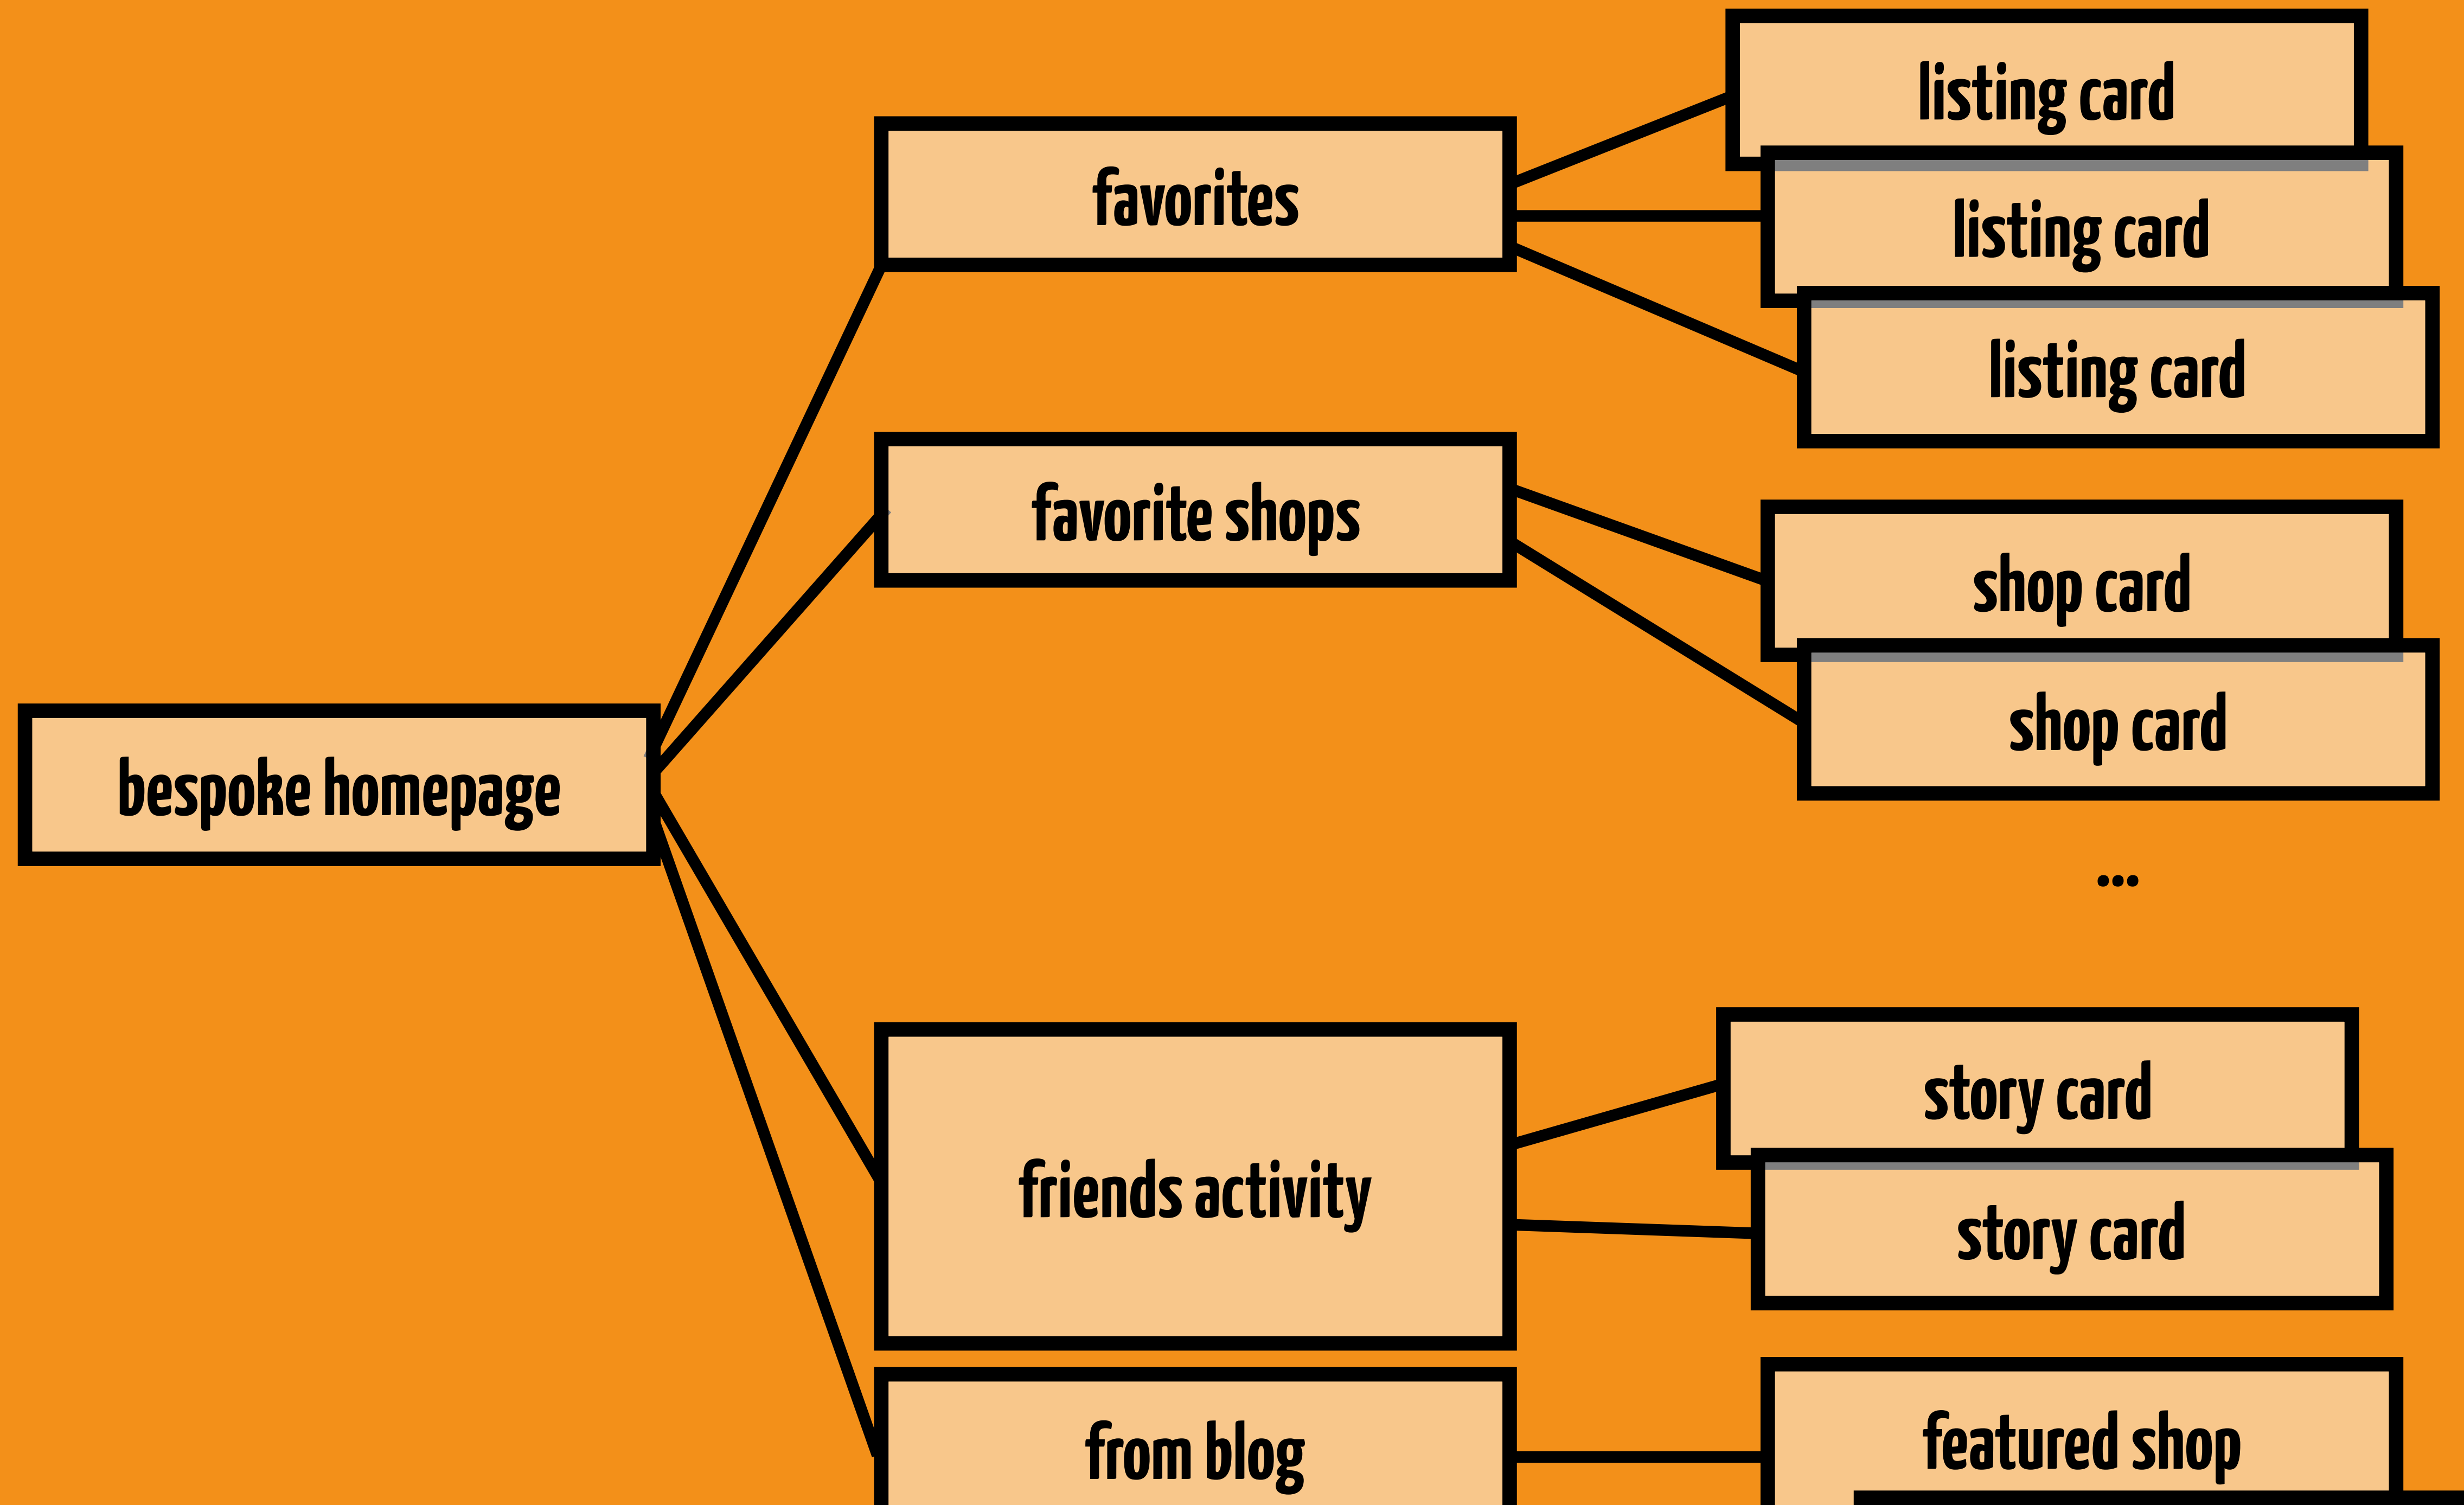 listing card
favorites
listing card
listing card
favorite shops
shop card
shop card
bespoke homepage
...
story card
friends activity
story card
from blog
featured shop